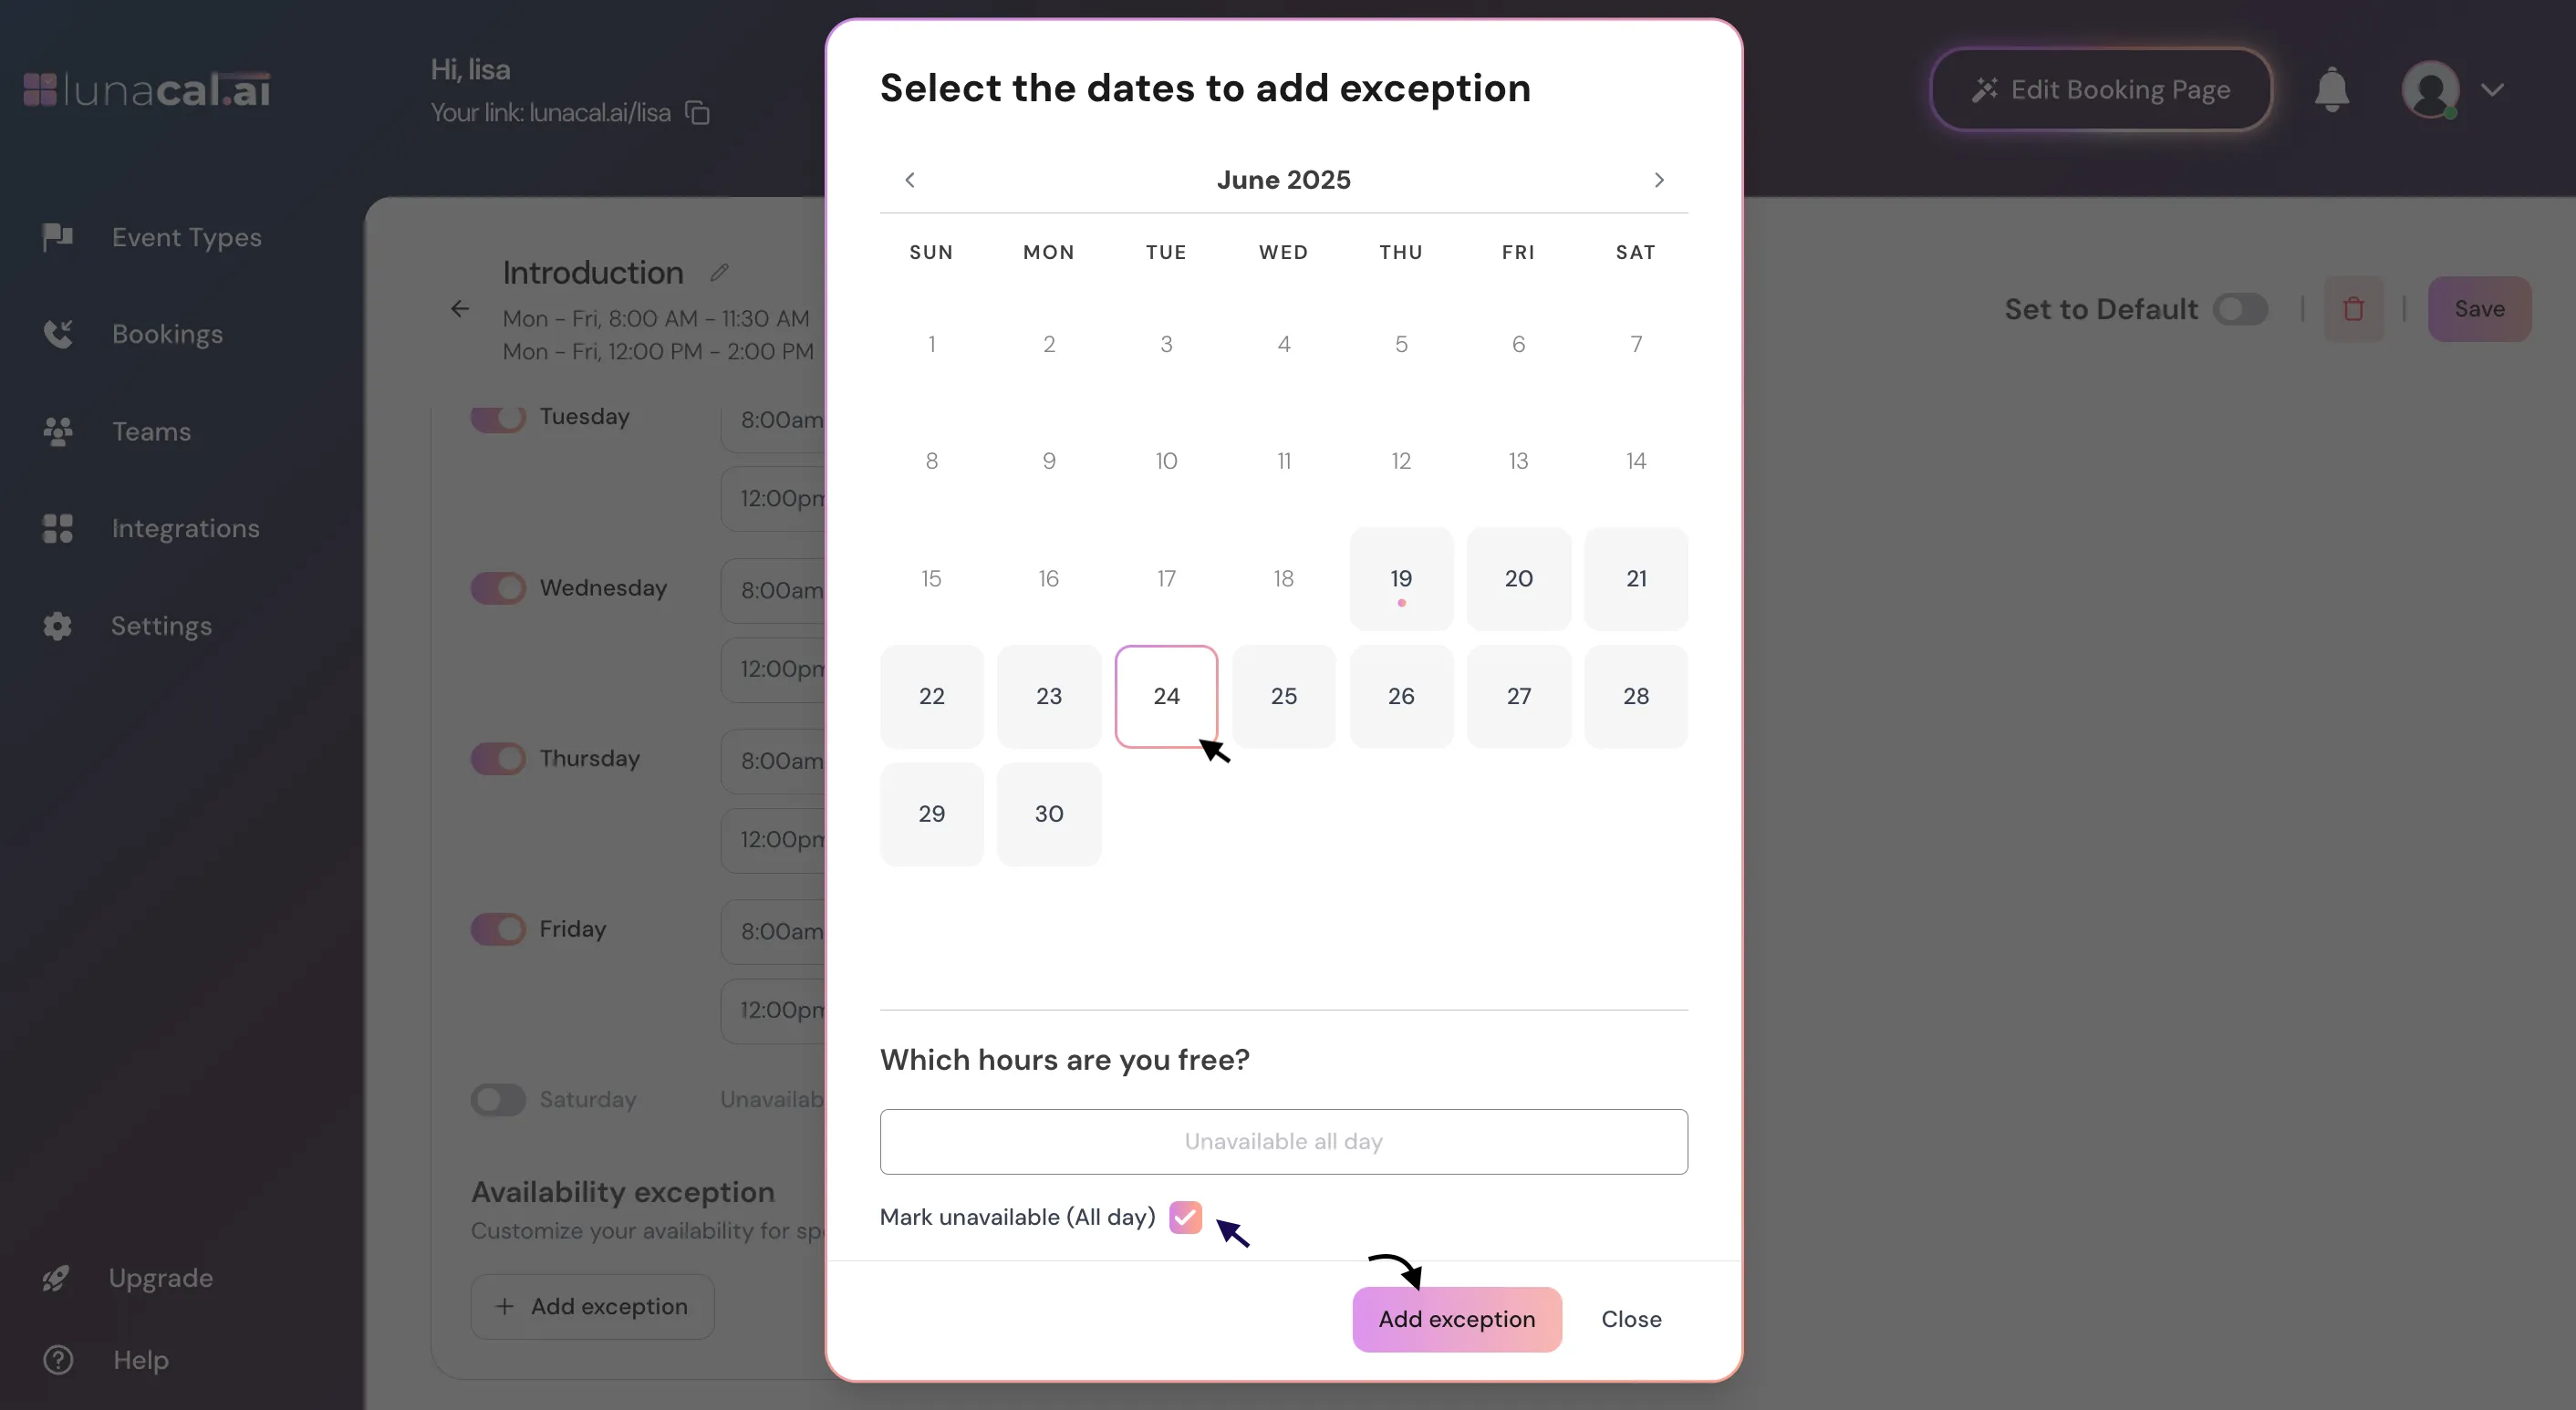 lunacal.ai
Hi, lisa
Your link: lunacal.ai/lisa
Edit Booking Page
Event Types
Bookings
Teams
Integrations
Settings
Upgrade
Help
Introduction
Mon - Fri, 8:00 AM - 11:30 AM
Mon - Fri, 12:00 PM - 2:00 PM
Set to Default
Save
Tuesday 8:00am
12:00pm
Wednesday 8:00am
12:00pm
Thursday 8:00am
12:00pm
Friday 8:00am
12:00pm
Saturday Unavailab
Availability exception
Customize your availability for sp
+ Add exception
Select the dates to add exception
June 2025
SUN MON TUE WED THU FRI SAT
1 2 3 4 5 6 7
8 9 10 11 12 13 14
15 16 17 18 19 20 21
22 23 24 25 26 27 28
29 30
Which hours are you free?
Unavailable all day
Mark unavailable (All day)
Add exception Close